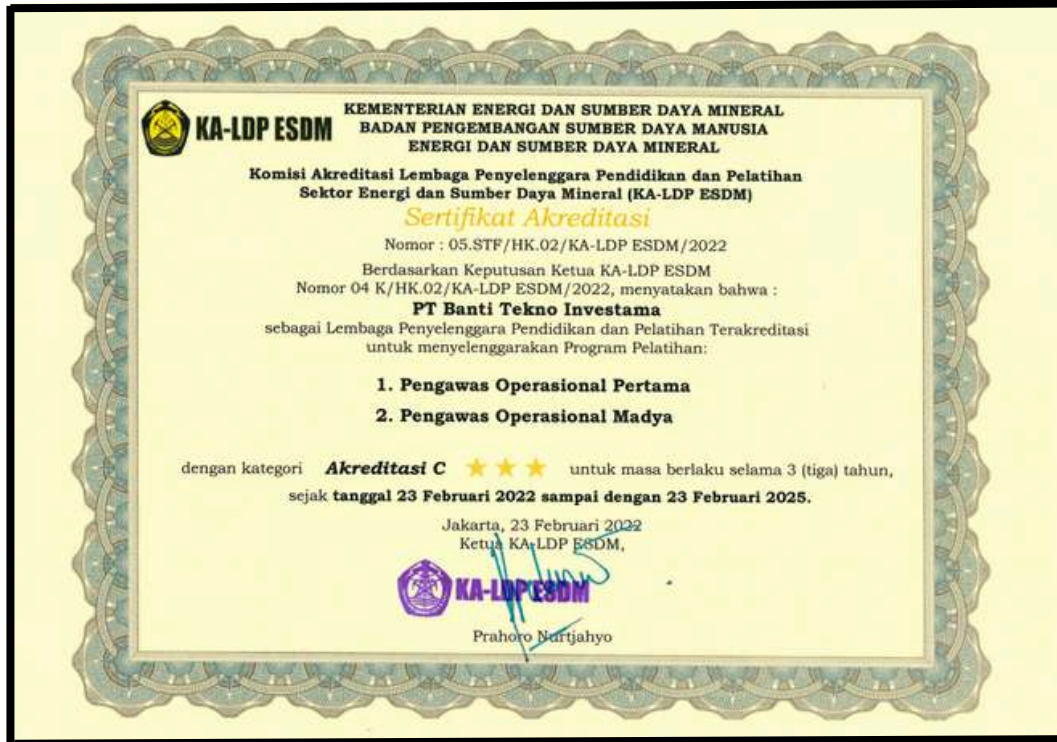 KA-LDP ESDM
KEMENTERIAN ENERGI DAN SUMBER DAYA MINERAL
BADAN PENGEMBANGAN SUMBER DAYA MANUSIA
ENERGI DAN SUMBER DAYA MINERAL
Komisi Akreditasi Lembaga Penyelenggara Pendidikan dan Pelatihan
Sektor Energi dan Sumber Daya Mineral (KA-LDP ESDM)
Sertifikat Akreditasi
Nomor : 05.STF/HK.02/KA-LDP ESDM/2022
Berdasarkan Keputusan Ketua KA-LDP ESDM
Nomor 04 K/HK.02/KA-LDP ESDM/2022, menyatakan bahwa :
PT Banti Tekno Investama
sebagai Lembaga Penyelenggara Pendidikan dan Pelatihan Terakreditasi
untuk menyelenggarakan Program Pelatihan:
1. Pengawas Operasional Pertama
2. Pengawas Operasional Madya
dengan kategori Akreditasi C ★ ★ ★ untuk masa berlaku selama 3 (tiga) tahun,
sejak tanggal 23 Februari 2022 sampai dengan 23 Februari 2025.
Jakarta, 23 Februari 2022
Ketua KA-LDP ESDM,
KA-LDP ESDM
Prahoro Nurtjahyo